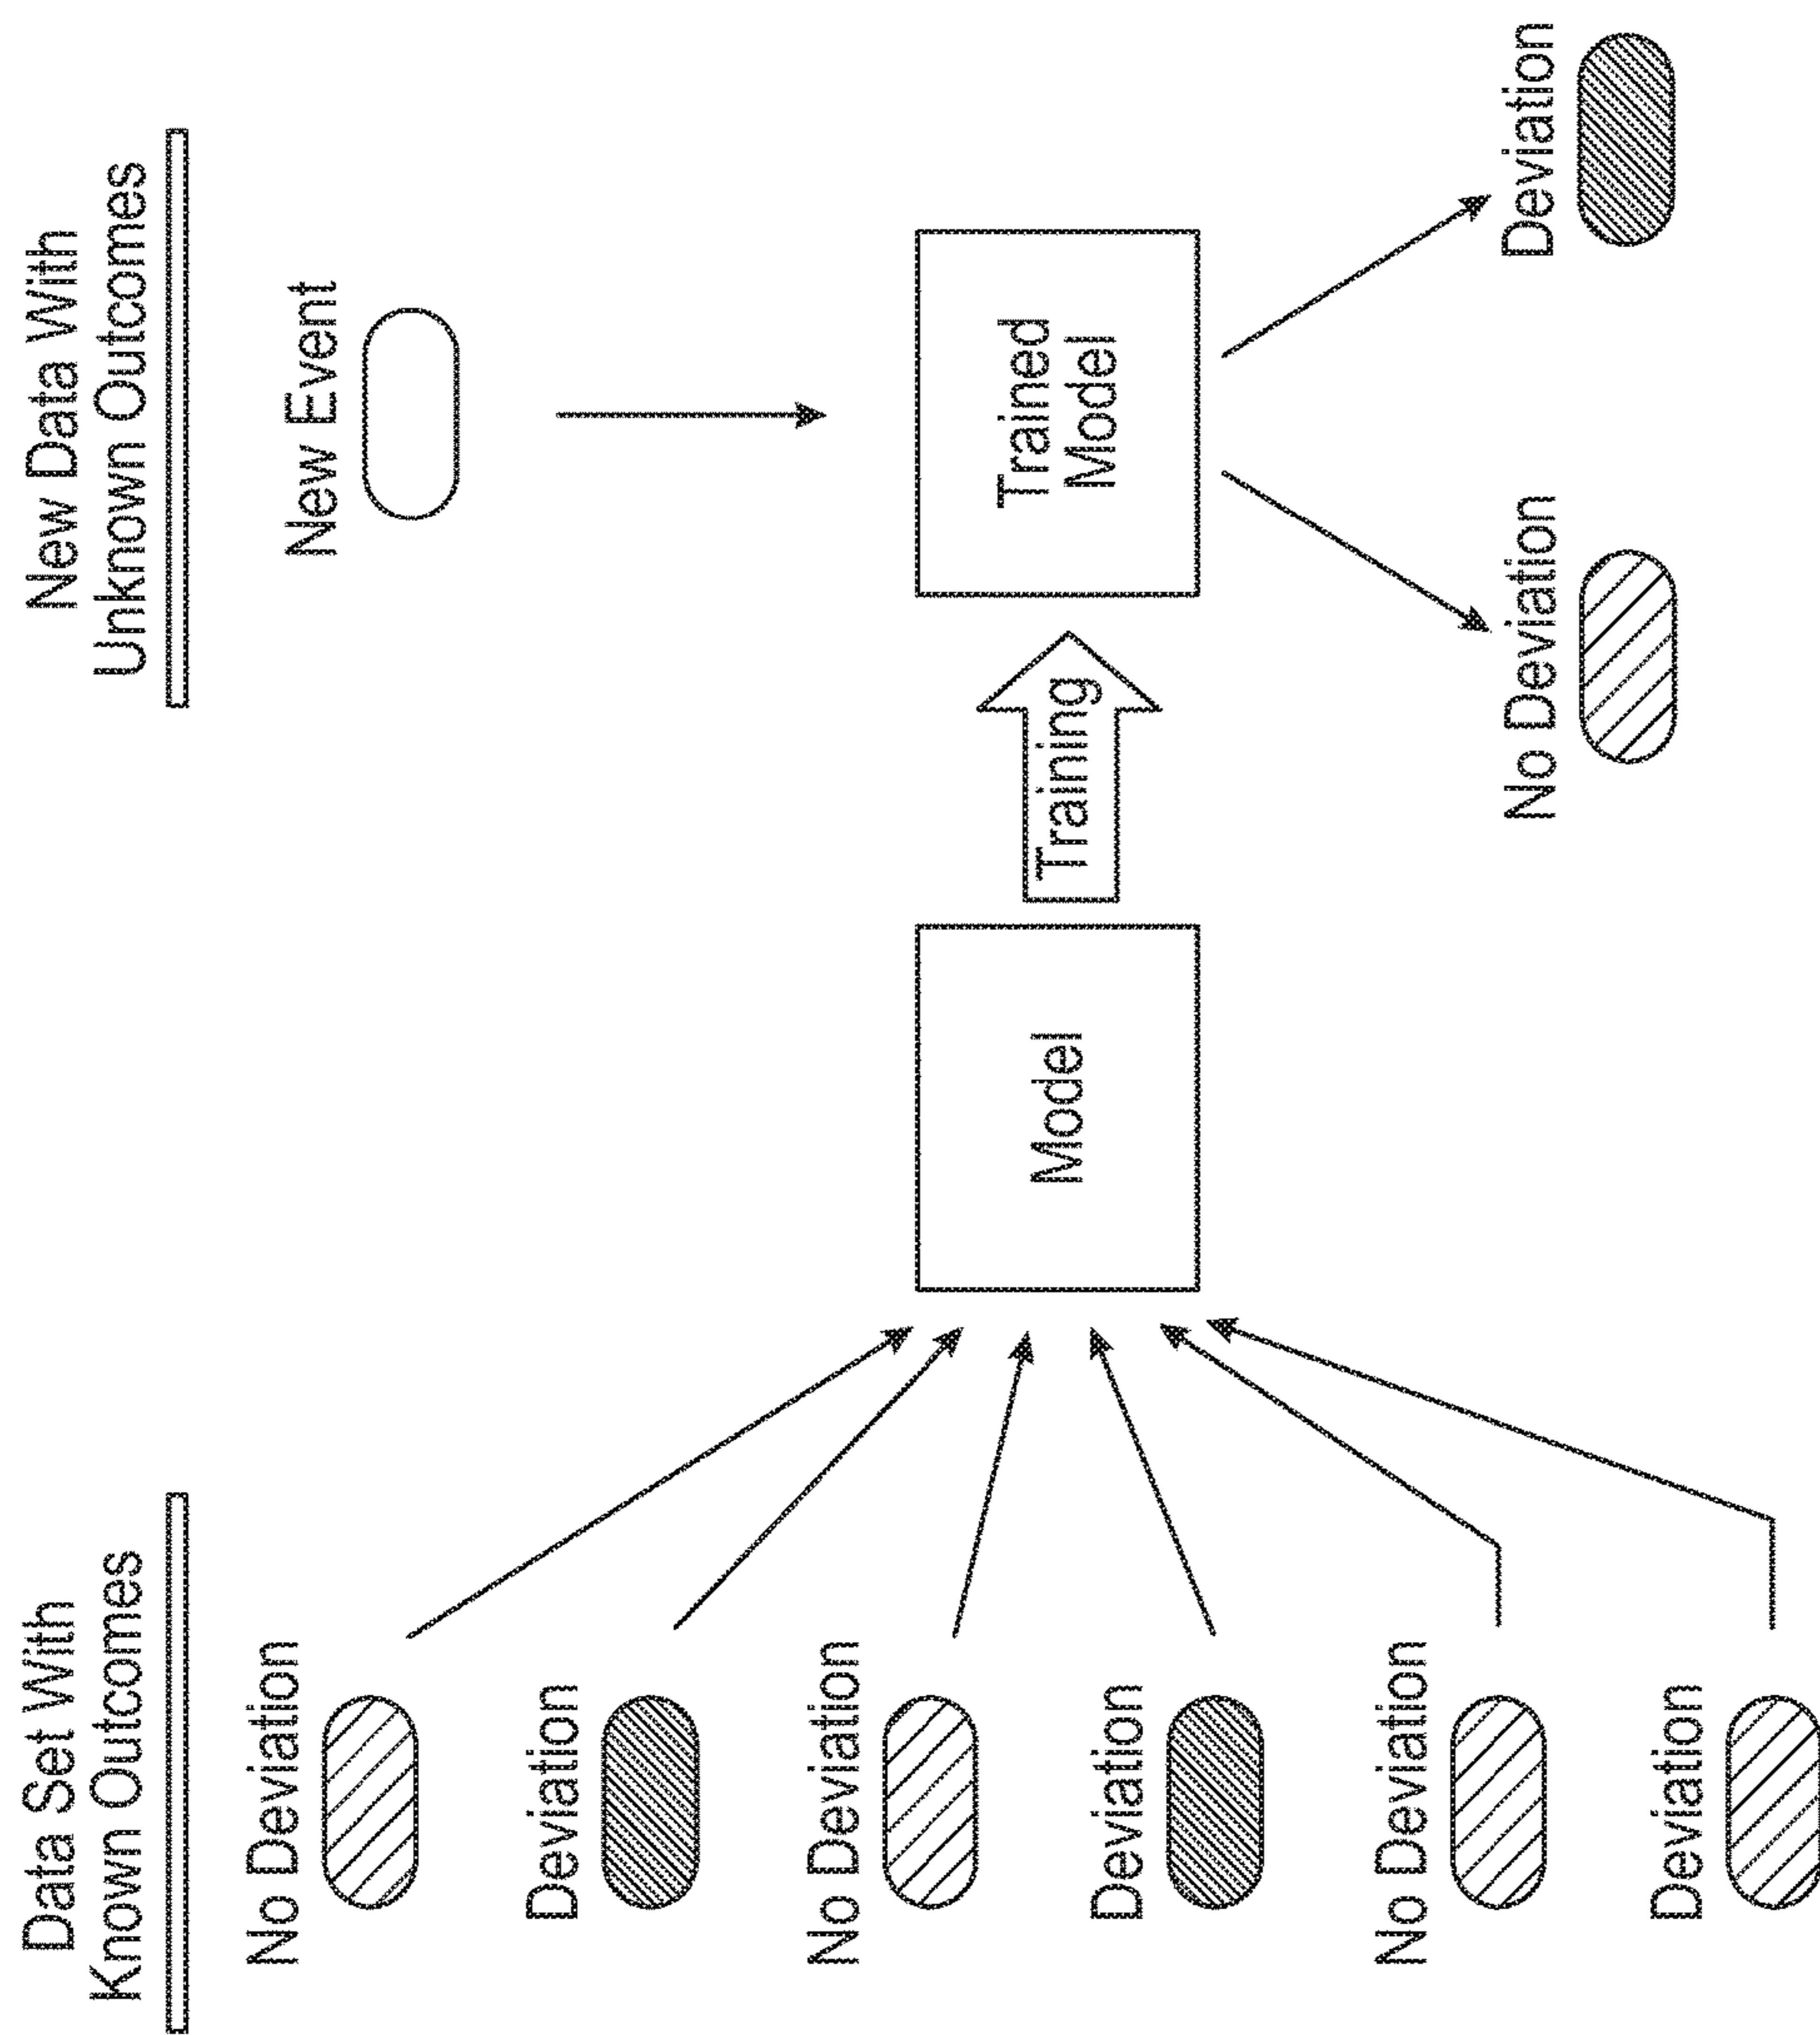 Data Set With
Known Outcomes
No Deviation
Deviation
No Deviation
Deviation
No Deviation
Deviation
Model
Training
New Data With
Unknown Outcomes
New Event
Trained
Model
No Deviation
Deviation